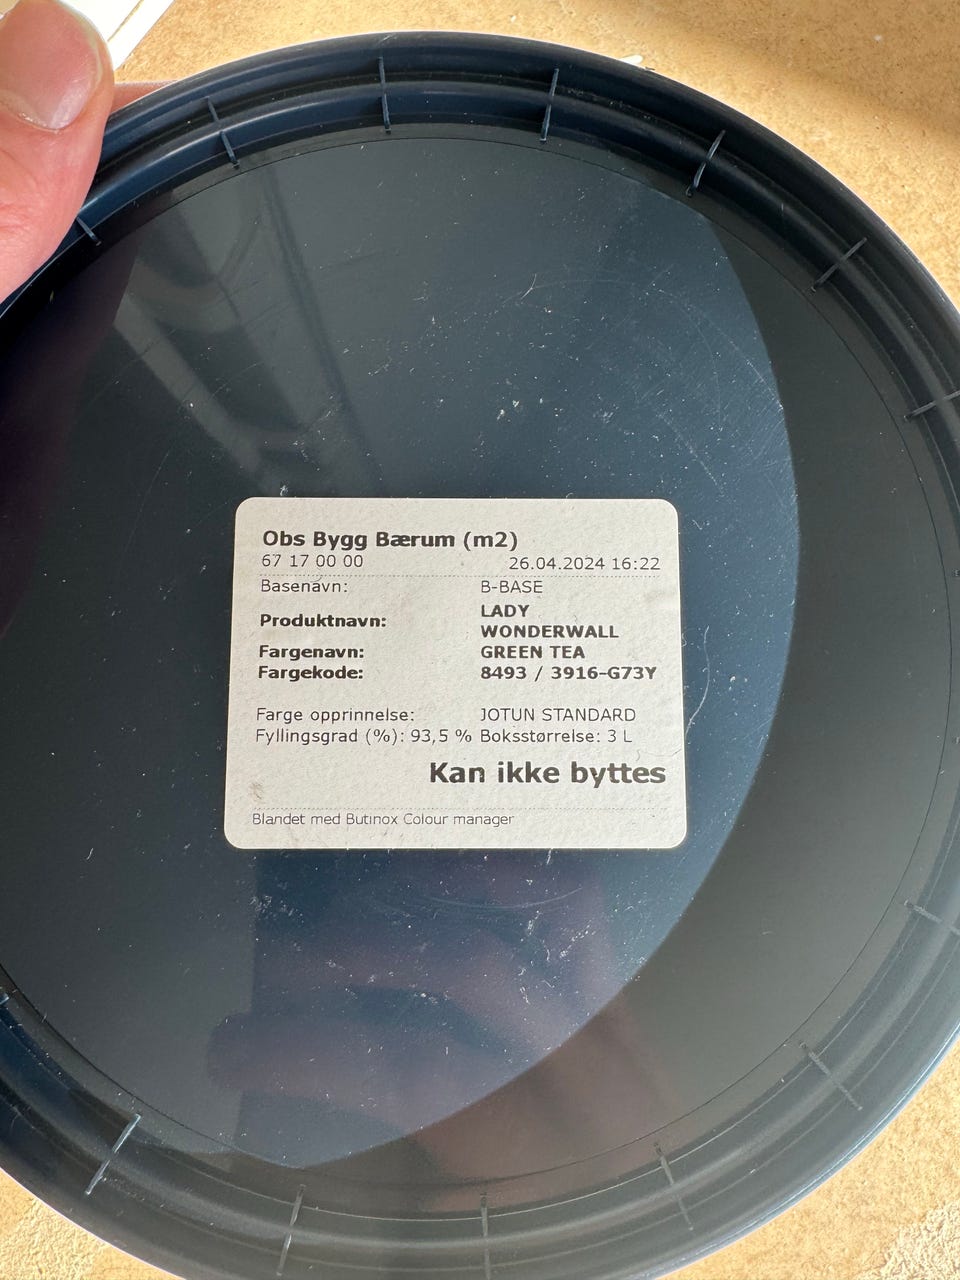 Obs Bygg Bærum (m2)
67 17 00 00 26.04.2024 16:22
Basenavn: B-BASE
Produktnavn: LADY
WONDERWALL
Fargenavn: GREEN TEA
Fargekode: 8493 / 3916-G73Y
Farge opprinnelse: JOTUN STANDARD
Fyllingsgrad (%): 93,5 % Boksstørrelse: 3 L
Kan ikke byttes
Blandet med Butinox Colour manager